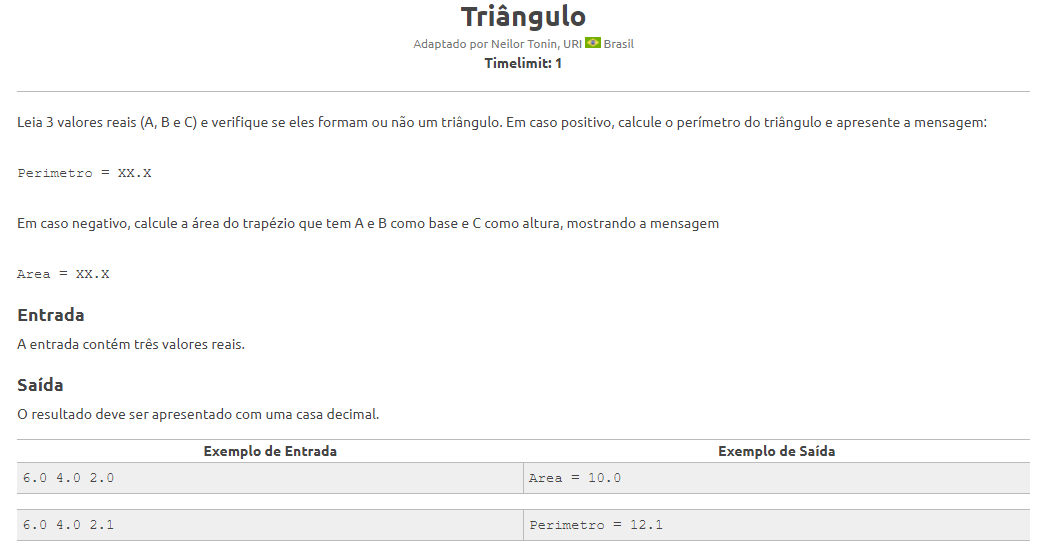 Triângulo
Adaptado por Neilor Tonin, URI Brasil
Timelimit: 1
Leia 3 valores reais (A, B e C) e verifique se eles formam ou não um triângulo. Em caso positivo, calcule o perímetro do triângulo e apresente a mensagem:
Perimetro = XX.X
Em caso negativo, calcule a área do trapézio que tem A e B como base e C como altura, mostrando a mensagem
Area = XX.X
Entrada
A entrada contém três valores reais.
Saída
O resultado deve ser apresentado com uma casa decimal.
Exemplo de Entrada Exemplo de Saída
6.0 4.0 2.0 Area = 10.0
6.0 4.0 2.1 Perimetro = 12.1